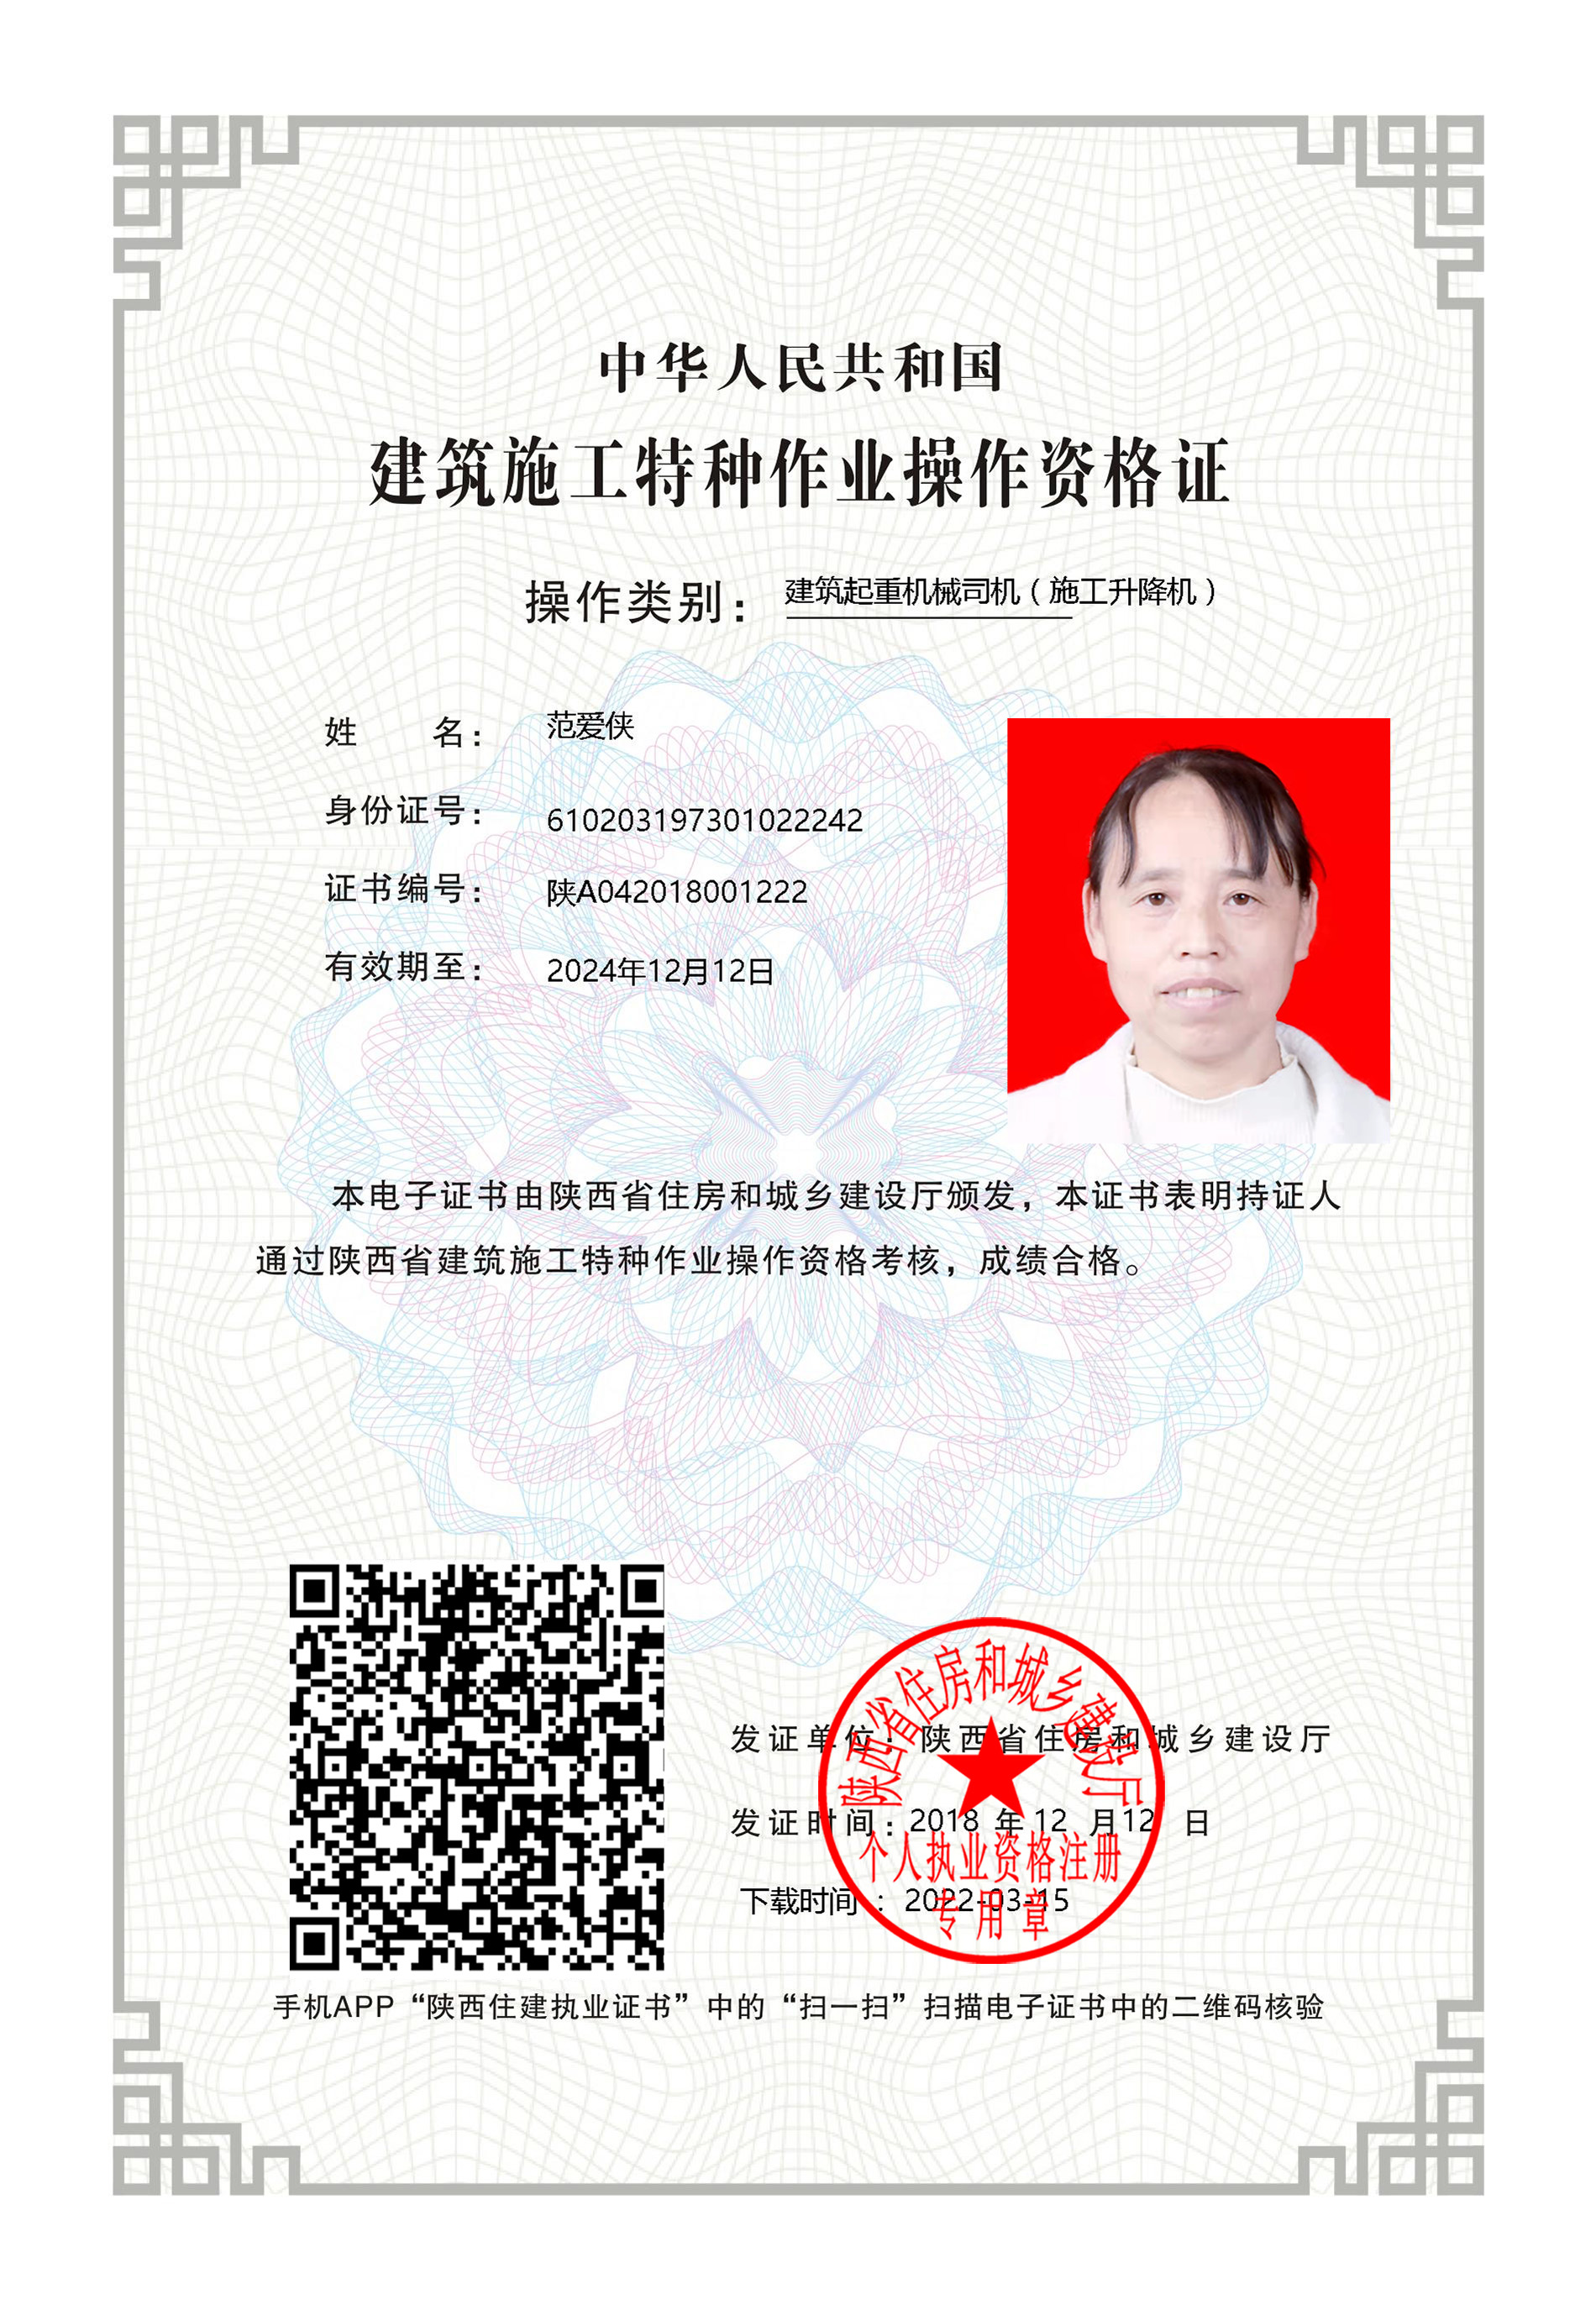 中华人民共和国
建筑施工特种作业操作资格证
操作类别：建筑起重机械司机（施工升降机）
姓名：范爱侠
身份证号：610203197301022242
证书编号：陕A042018001222
有效期至：2024年12月12日
本电子证书由陕西省住房和城乡建设厅颁发，本证书表明持证人
通过陕西省建筑施工特种作业操作资格考核，成绩合格。
发证单位：陕西省住房和城乡建设厅
发证时间：2018 年 12 月12 日
下载时间 ： 2022-03-15
陕西省住房和城乡建设厅
个人执业资格注册
专用章
手机APP“陕西住建执业证书”中的“扫一扫”扫描电子证书中的二维码核验